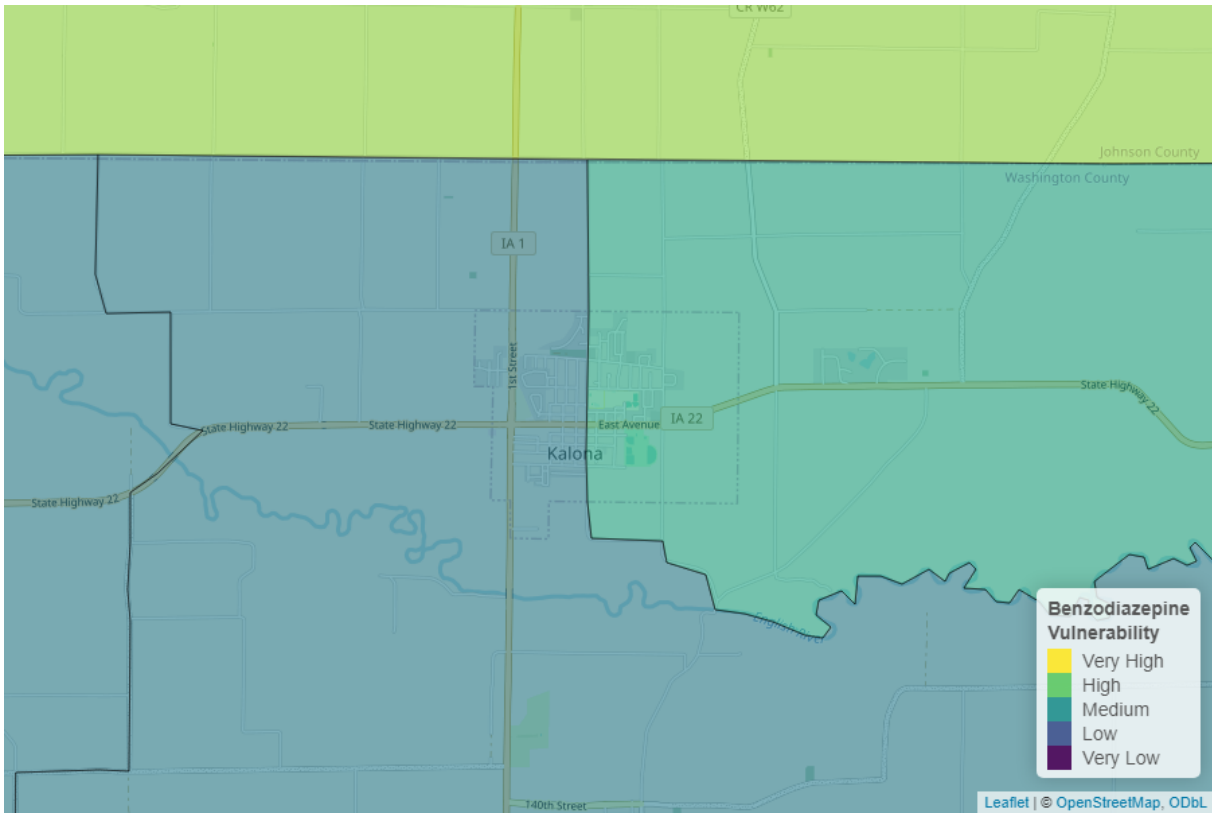 CR W62
Johnson County
Washington County
IA 1
1st Street
State Highway 22
State Highway 22
State Highway 22
East Avenue
IA 22
State Highway 22
Kalona
English River
140th Street
Benzodiazepine
Vulnerability
Very High
High
Medium
Low
Very Low
Leaflet | © OpenStreetMap, ODbL